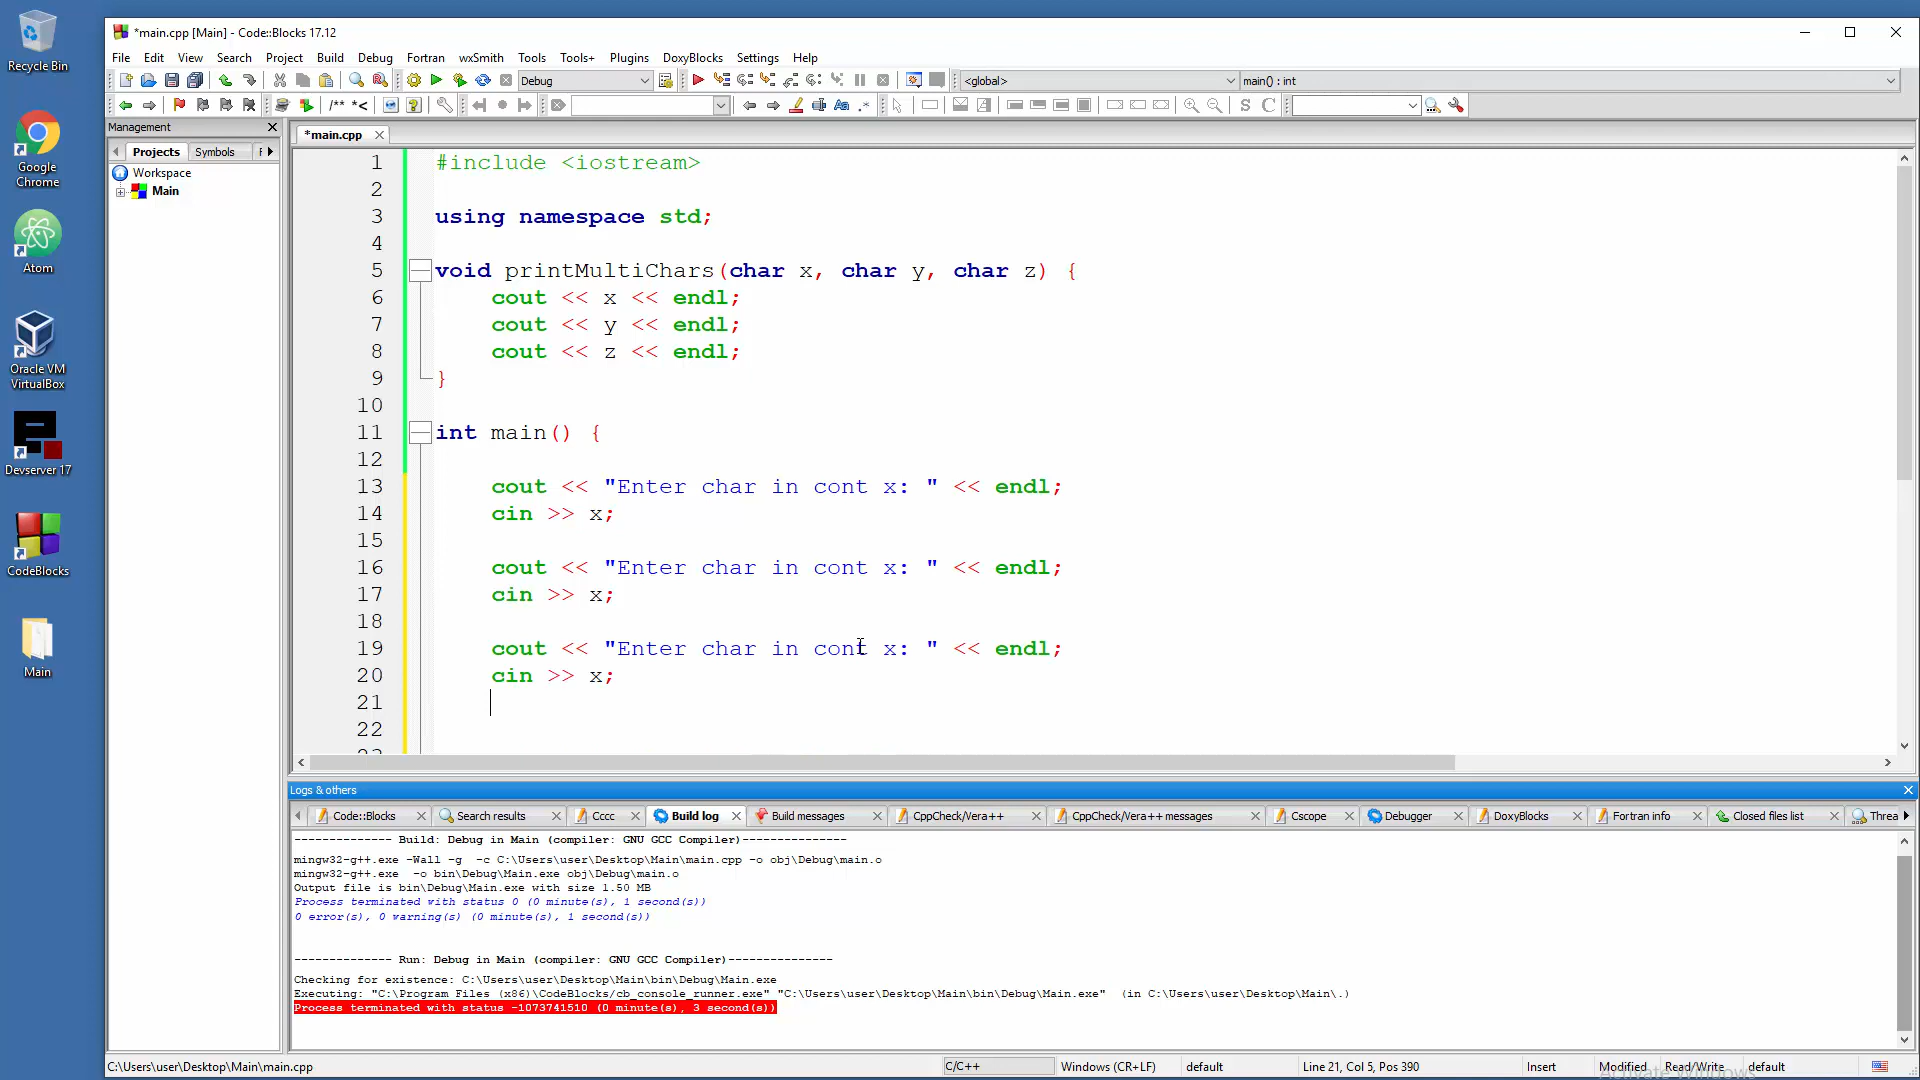 Recycle Bin
Google
Chrome
Atom
Oracle VM
VirtualBox
Devserver 17
CodeBlocks
Main
*main.cpp [Main] - Code::Blocks 17.12
File Edit View Search Project Build Debug Fortran wxSmith Tools Tools+ Plugins DoxyBlocks Settings Help
Debug
<global>
main() : int
/** *<
Aa .*
S C
Management
Projects Symbols F
Workspace
Main
*main.cpp
1 #include <iostream>
2
3 using namespace std;
4
5 void printMultiChars(char x, char y, char z) {
6 cout << x << endl;
7 cout << y << endl;
8 cout << z << endl;
9 }
10
11 int main() {
12
13 cout << "Enter char in cont x: " << endl;
14 cin >> x;
15
16 cout << "Enter char in cont x: " << endl;
17 cin >> x;
18
19 cout << "Enter char in cont x: " << endl;
20 cin >> x;
21
22
Logs & others
Code::Blocks Search results Cccc Build log Build messages CppCheck/Vera++ CppCheck/Vera++ messages Cscope Debugger DoxyBlocks Fortran info Closed files list Threa
-------------- Build: Debug in Main (compiler: GNU GCC Compiler)---------------
mingw32-g++.exe -Wall -g -c C:\Users\user\Desktop\Main\main.cpp -o obj\Debug\main.o
mingw32-g++.exe -o bin\Debug\Main.exe obj\Debug\main.o
Output file is bin\Debug\Main.exe with size 1.50 MB
Process terminated with status 0 (0 minute(s), 1 second(s))
0 error(s), 0 warning(s) (0 minute(s), 1 second(s))
-------------- Run: Debug in Main (compiler: GNU GCC Compiler)---------------
Checking for existence: C:\Users\user\Desktop\Main\bin\Debug\Main.exe
Executing: "C:\Program Files (x86)\CodeBlocks/cb_console_runner.exe" "C:\Users\user\Desktop\Main\bin\Debug\Main.exe" (in C:\Users\user\Desktop\Main\.)
Process terminated with status -1073741510 (0 minute(s), 3 second(s))
C:\Users\user\Desktop\Main\main.cpp C/C++ Windows (CR+LF) default Line 21, Col 5, Pos 390 Insert Modified Read/Write default
Activate Windows